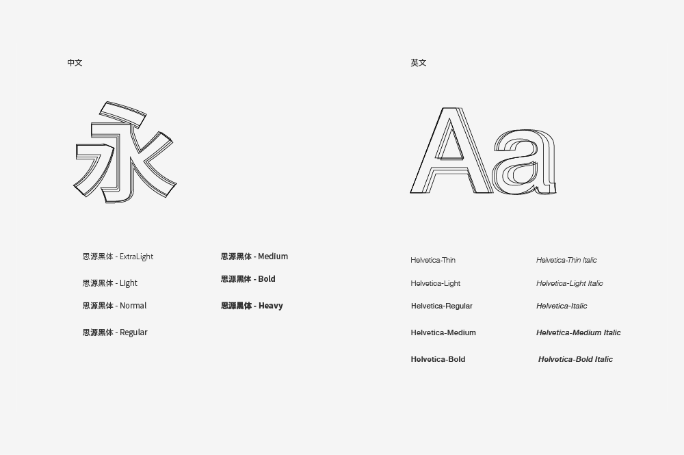 中文
永
思源黑体 - ExtraLight
思源黑体 - Light
思源黑体 - Normal
思源黑体 - Regular
思源黑体 - Medium
思源黑体 - Bold
思源黑体 - Heavy
英文
Aa
Helvetica-Thin
Helvetica-Light
Helvetica-Regular
Helvetica-Medium
Helvetica-Bold
Helvetica-Thin Italic
Helvetica-Light Italic
Helvetica-Italic
Helvetica-Medium Italic
Helvetica-Bold Italic